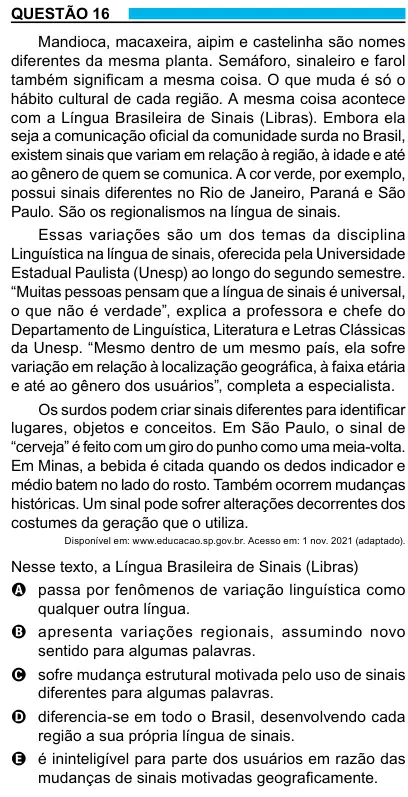 QUESTÃO 16
Mandioca, macaxeira, aipim e castelinha são nomes
diferentes da mesma planta. Semáforo, sinaleiro e farol
também significam a mesma coisa. O que muda é só o
hábito cultural de cada região. A mesma coisa acontece
com a Língua Brasileira de Sinais (Libras). Embora ela
seja a comunicação oficial da comunidade surda no Brasil,
existem sinais que variam em relação à região, à idade e até
ao gênero de quem se comunica. A cor verde, por exemplo,
possui sinais diferentes no Rio de Janeiro, Paraná e São
Paulo. São os regionalismos na língua de sinais.
Essas variações são um dos temas da disciplina
Linguística na língua de sinais, oferecida pela Universidade
Estadual Paulista (Unesp) ao longo do segundo semestre.
“Muitas pessoas pensam que a língua de sinais é universal,
o que não é verdade”, explica a professora e chefe do
Departamento de Linguística, Literatura e Letras Clássicas
da Unesp. “Mesmo dentro de um mesmo país, ela sofre
variação em relação à localização geográfica, à faixa etária
e até ao gênero dos usuários”, completa a especialista.
Os surdos podem criar sinais diferentes para identificar
lugares, objetos e conceitos. Em São Paulo, o sinal de
“cerveja” é feito com um giro do punho como uma meia-volta.
Em Minas, a bebida é citada quando os dedos indicador e
médio batem no lado do rosto. Também ocorrem mudanças
históricas. Um sinal pode sofrer alterações decorrentes dos
costumes da geração que o utiliza.
Disponível em: www.educacao.sp.gov.br. Acesso em: 1 nov. 2021 (adaptado).
Nesse texto, a Língua Brasileira de Sinais (Libras)
A passa por fenômenos de variação linguística como
qualquer outra língua.
B apresenta variações regionais, assumindo novo
sentido para algumas palavras.
C sofre mudança estrutural motivada pelo uso de sinais
diferentes para algumas palavras.
D diferencia-se em todo o Brasil, desenvolvendo cada
região a sua própria língua de sinais.
E é ininteligível para parte dos usuários em razão das
mudanças de sinais motivadas geograficamente.